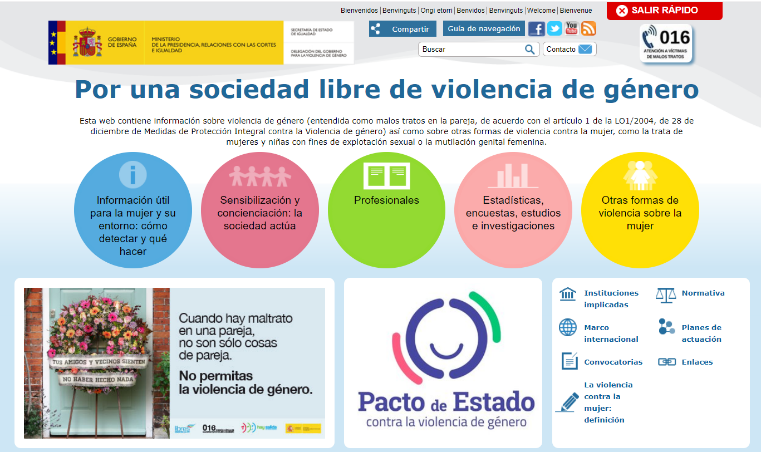 Bienvenidos | Benvinguts | Ongi etorri | Benvidos | Benvinguts | Welcome | Bienvenue
SALIR RÁPIDO
GOBIERNO
DE ESPAÑA
MINISTERIO
DE LA PRESIDENCIA, RELACIONES CON LAS CORTES
E IGUALDAD
SECRETARÍA DE ESTADO
DE IGUALDAD
DELEGACIÓN DEL GOBIERNO
PARA LA VIOLENCIA DE GÉNERO
Compartir
Guía de navegación
You
Tube
Buscar
Contacto
016
ATENCIÓN A VÍCTIMAS
DE MALOS TRATOS
Por una sociedad libre de violencia de género
Esta web contiene información sobre violencia de género (entendida como malos tratos en la pareja, de acuerdo con el artículo 1 de la LO1/2004, de 28 de
diciembre de Medidas de Protección Integral contra la Violencia de género) así como sobre otras formas de violencia contra la mujer, como la trata de
mujeres y niñas con fines de explotación sexual o la mutilación genital femenina.
Información útil
para la mujer y su
entorno: cómo
detectar y qué
hacer
Sensibilización y
concienciación: la
sociedad actúa
Profesionales
Estadísticas,
encuestas, estudios
e investigaciones
Otras formas de
violencia sobre la
mujer
TUS AMIGOS Y VECINOS SIENTEN
NO HABER HECHO NADA
Cuando hay maltrato
en una pareja,
no son sólo cosas
de pareja.
No permitas
la violencia de género.
016
Pacto de Estado
contra la violencia de género
Instituciones
implicadas
Normativa
Marco
internacional
Planes de
actuación
Convocatorias
Enlaces
La violencia
contra la
mujer:
definición